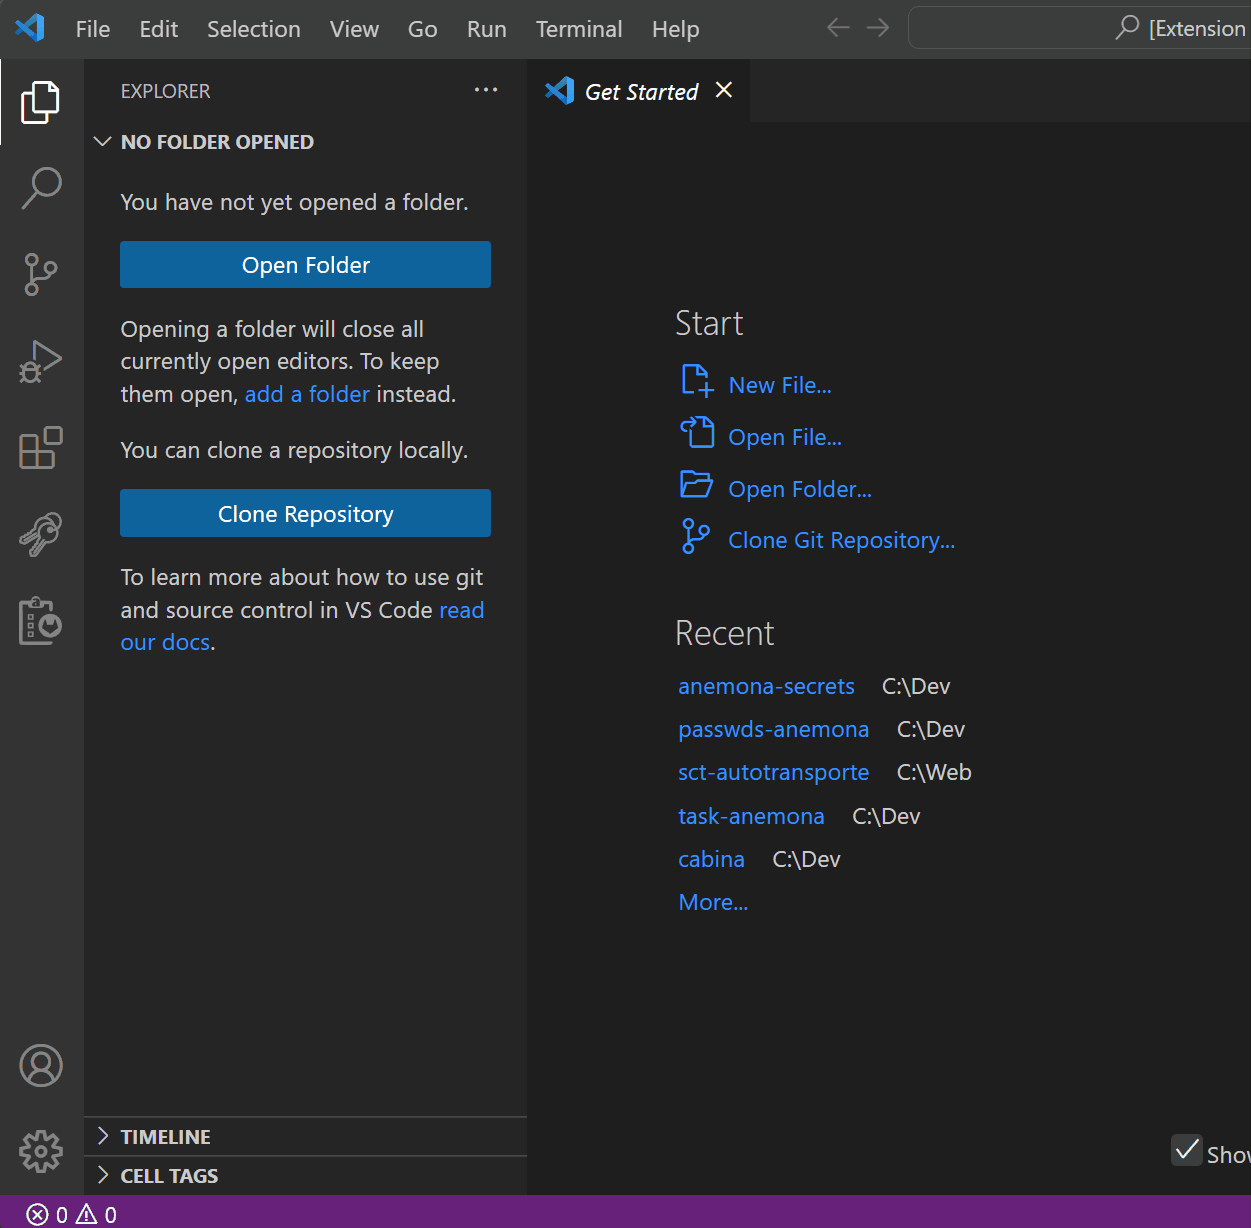 File Edit Selection View Go Run Terminal Help
[Extension
EXPLORER
Get Started
NO FOLDER OPENED
You have not yet opened a folder.
Open Folder
Opening a folder will close all
currently open editors. To keep
them open, add a folder instead.
You can clone a repository locally.
Clone Repository
To learn more about how to use git
and source control in VS Code read
our docs.
TIMELINE
CELL TAGS
Start
New File...
Open File...
Open Folder...
Clone Git Repository...
Recent
anemona-secrets C:\Dev
passwds-anemona C:\Dev
sct-autotransporte C:\Web
task-anemona C:\Dev
cabina C:\Dev
More...
Show
0 0